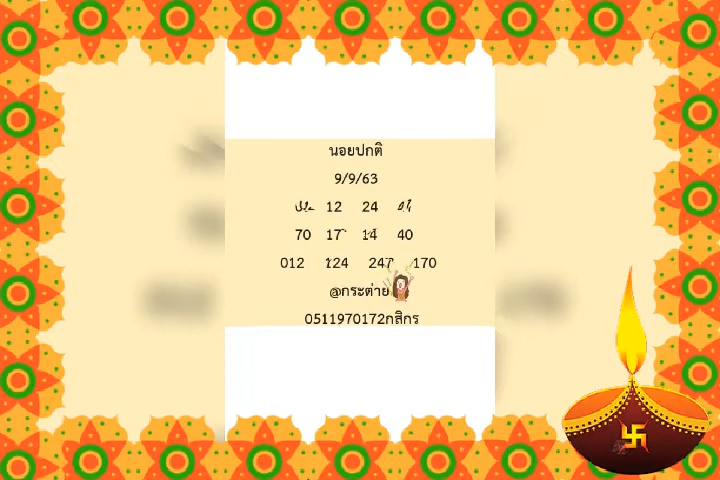 นอยปกติ
9/9/63
12 24
70 17 14 40
012 124 247 170
@กระต่าย
0511970172กสิกร